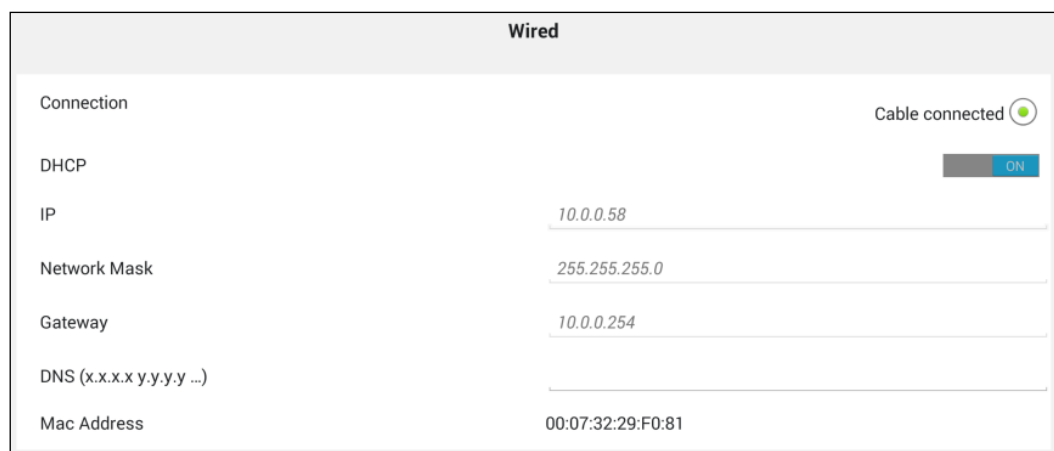 Wired
Connection
Cable connected
DHCP
ON
IP
10.0.0.58
Network Mask
255.255.255.0
Gateway
10.0.0.254
DNS (x.x.x.x y.y.y.y ...)
Mac Address
00:07:32:29:F0:81